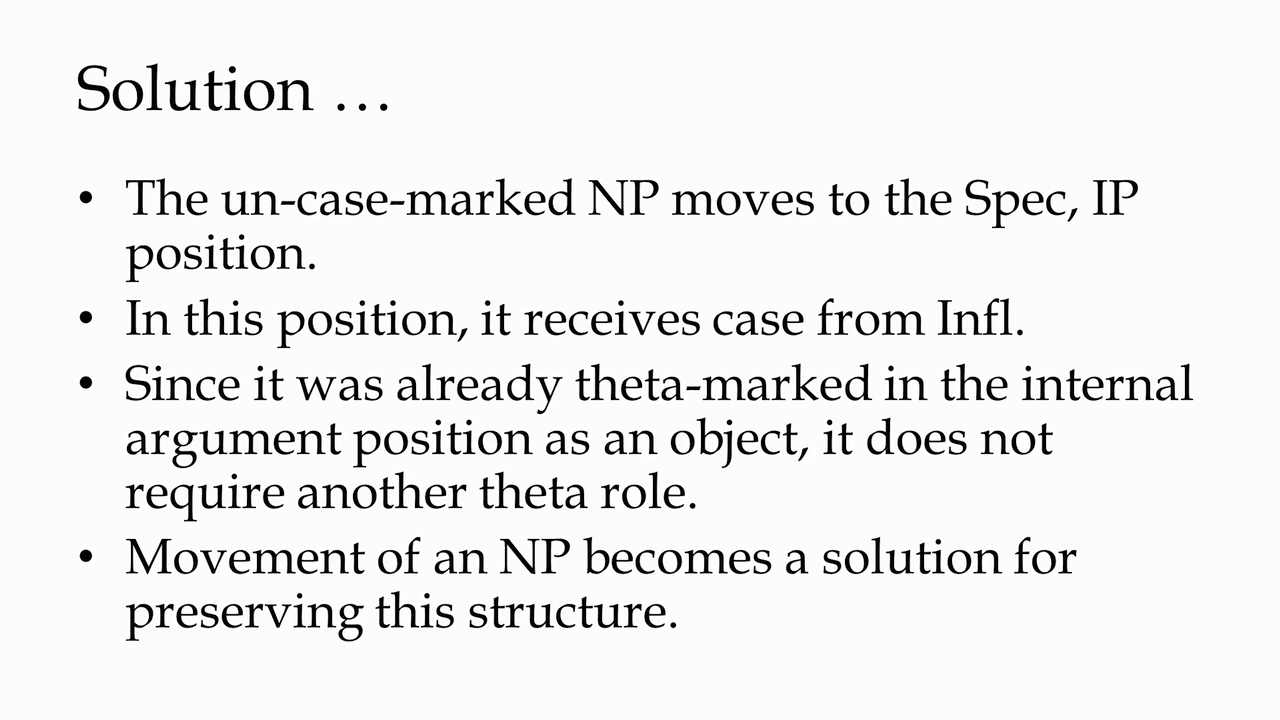 Solution …
• The un-case-marked NP moves to the Spec, IP
position.
• In this position, it receives case from Infl.
• Since it was already theta-marked in the internal
argument position as an object, it does not
require another theta role.
• Movement of an NP becomes a solution for
preserving this structure.